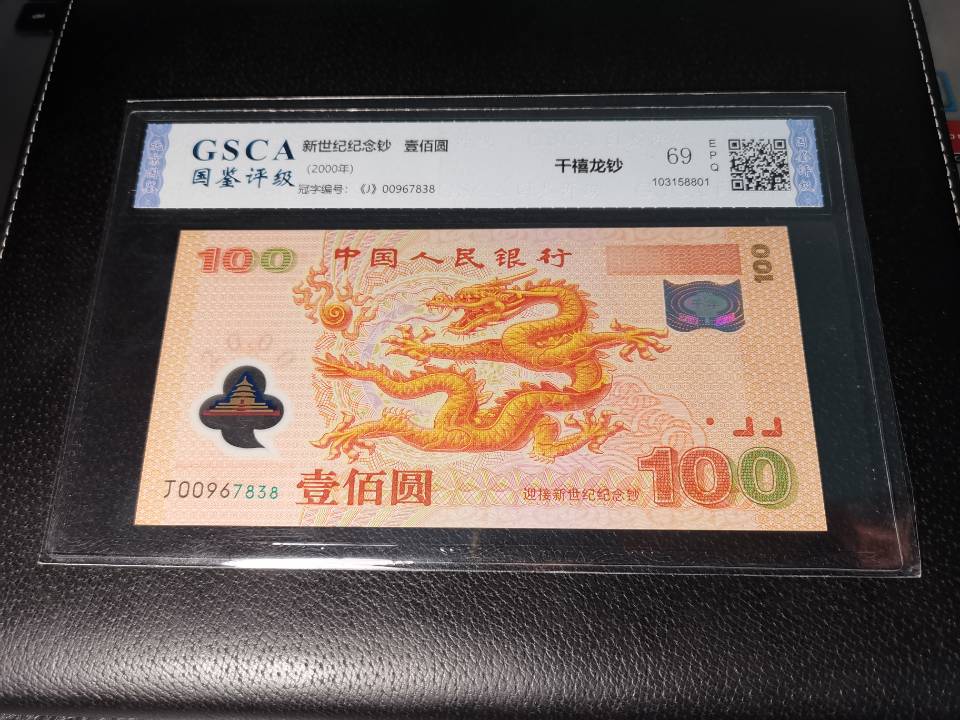 GSCA 新世纪纪念钞 壹佰圆
国鉴评级 (2000年)
冠字编号：《J》00967838
千禧龙钞
69
EPQ
103158801
100 中国人民银行
100
J00967838
壹佰圆
迎接新世纪纪念钞
100